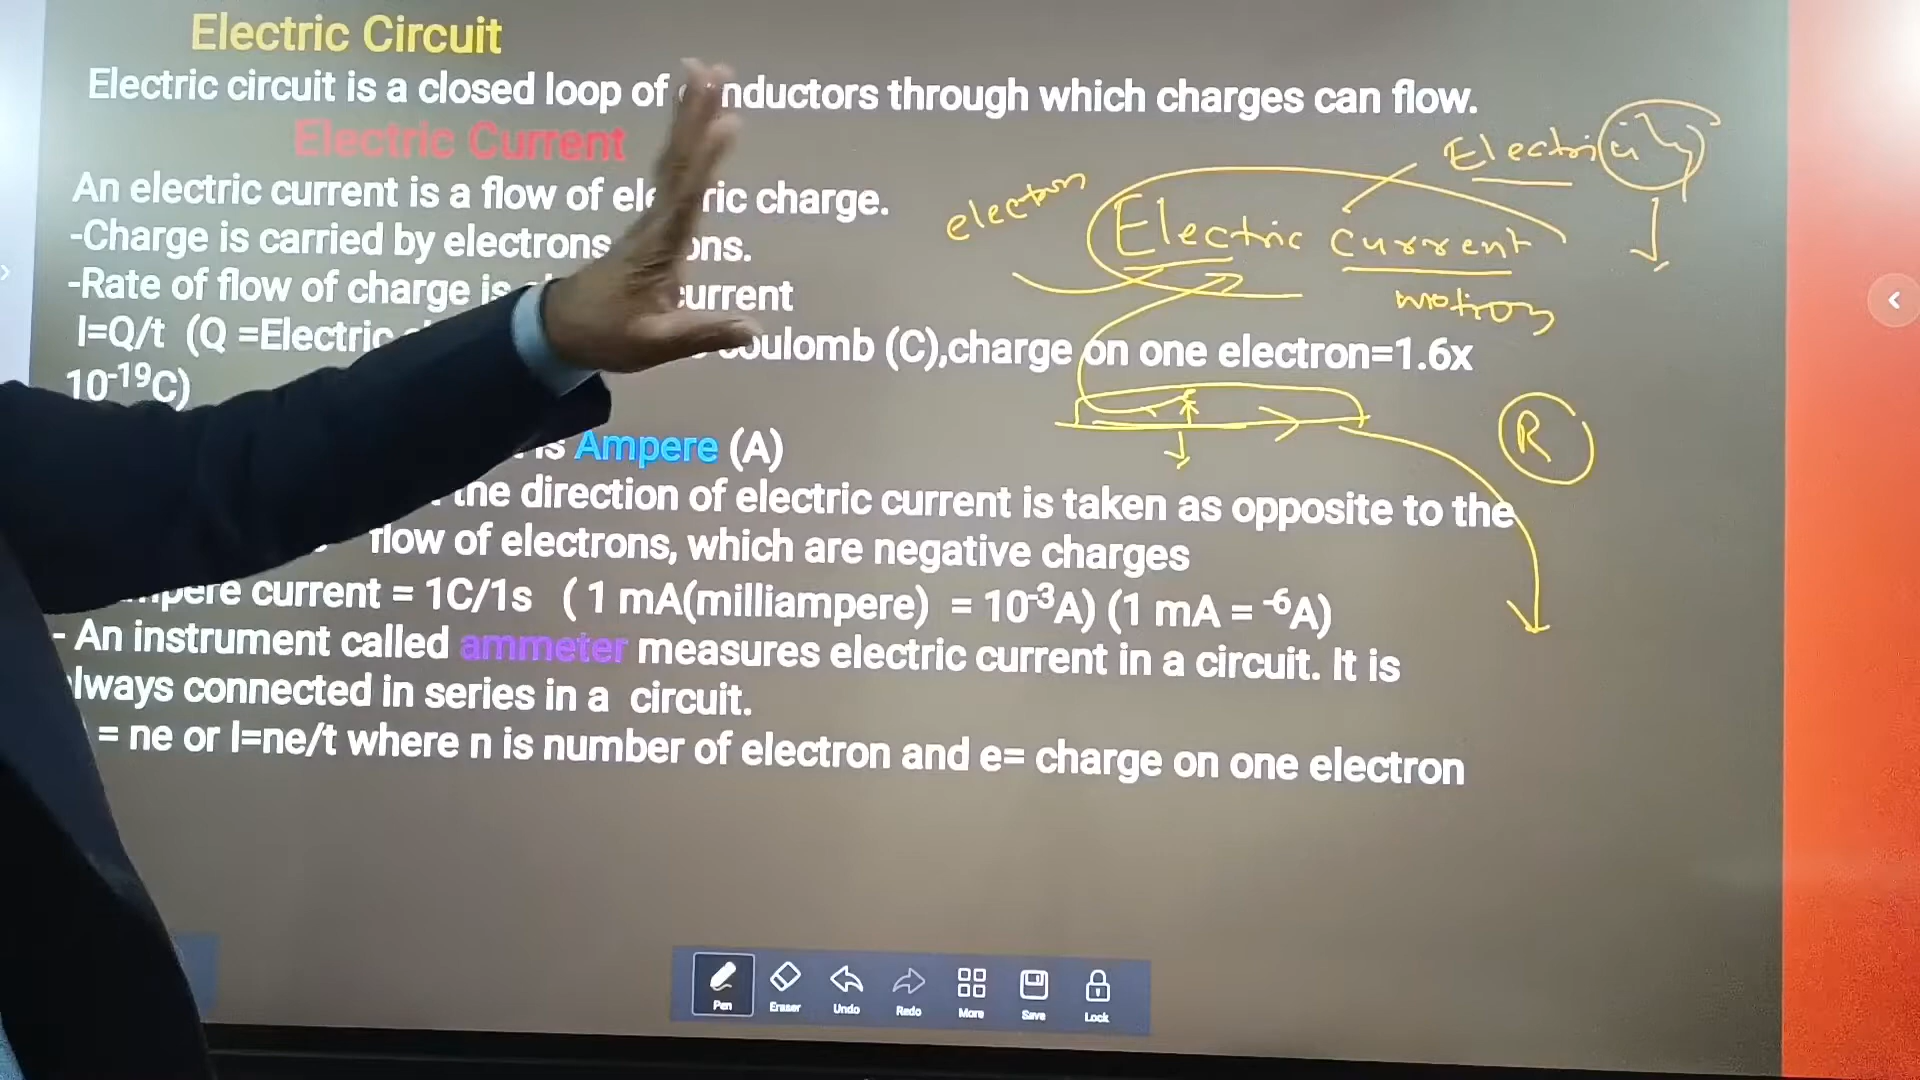 Electric Circuit
Electric circuit is a closed loop of nductors through which charges can flow.
Electric Current
An electric current is a flow of ele ric charge.
-Charge is carried by electrons ons.
-Rate of flow of charge is current
I=Q/t (Q =Electric coulomb (C),charge on one electron=1.6x
10⁻¹⁹C)
is Ampere (A)
the direction of electric current is taken as opposite to the
flow of electrons, which are negative charges
pere current = 1C/1s ( 1 mA(milliampere) = 10⁻³A) (1 mA = ⁻⁶A)
- An instrument called ammeter measures electric current in a circuit. It is
lways connected in series in a circuit.
= ne or I=ne/t where n is number of electron and e= charge on one electron
Electricity
electron
Electric Current
motion
R
Pen Eraser Undo Redo More Save Lock